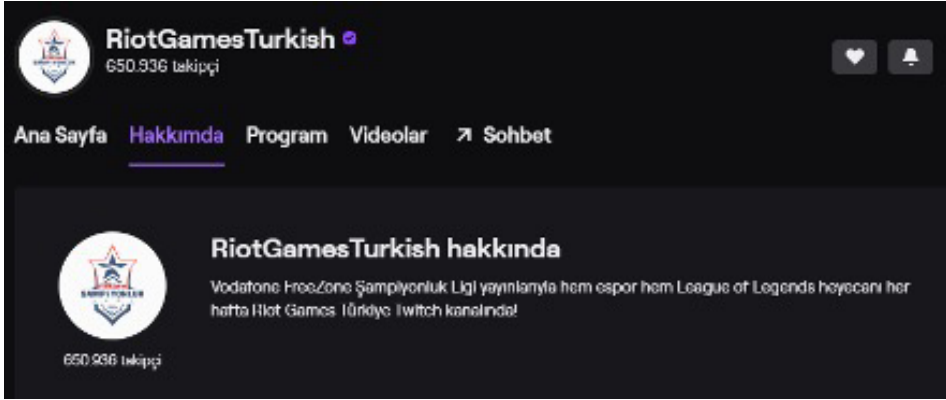 RiotGamesTurkish
650.936 takipçi
Ana Sayfa Hakkımda Program Videolar Sohbet
RiotGamesTurkish hakkında
Vodafone FreeZone Şampiyonluk Ligi yayınlarıyla hem espor hem League of Legends heyecanı her
hafta Riot Games Türkiye Twitch kanalında!
650.936 takipçi